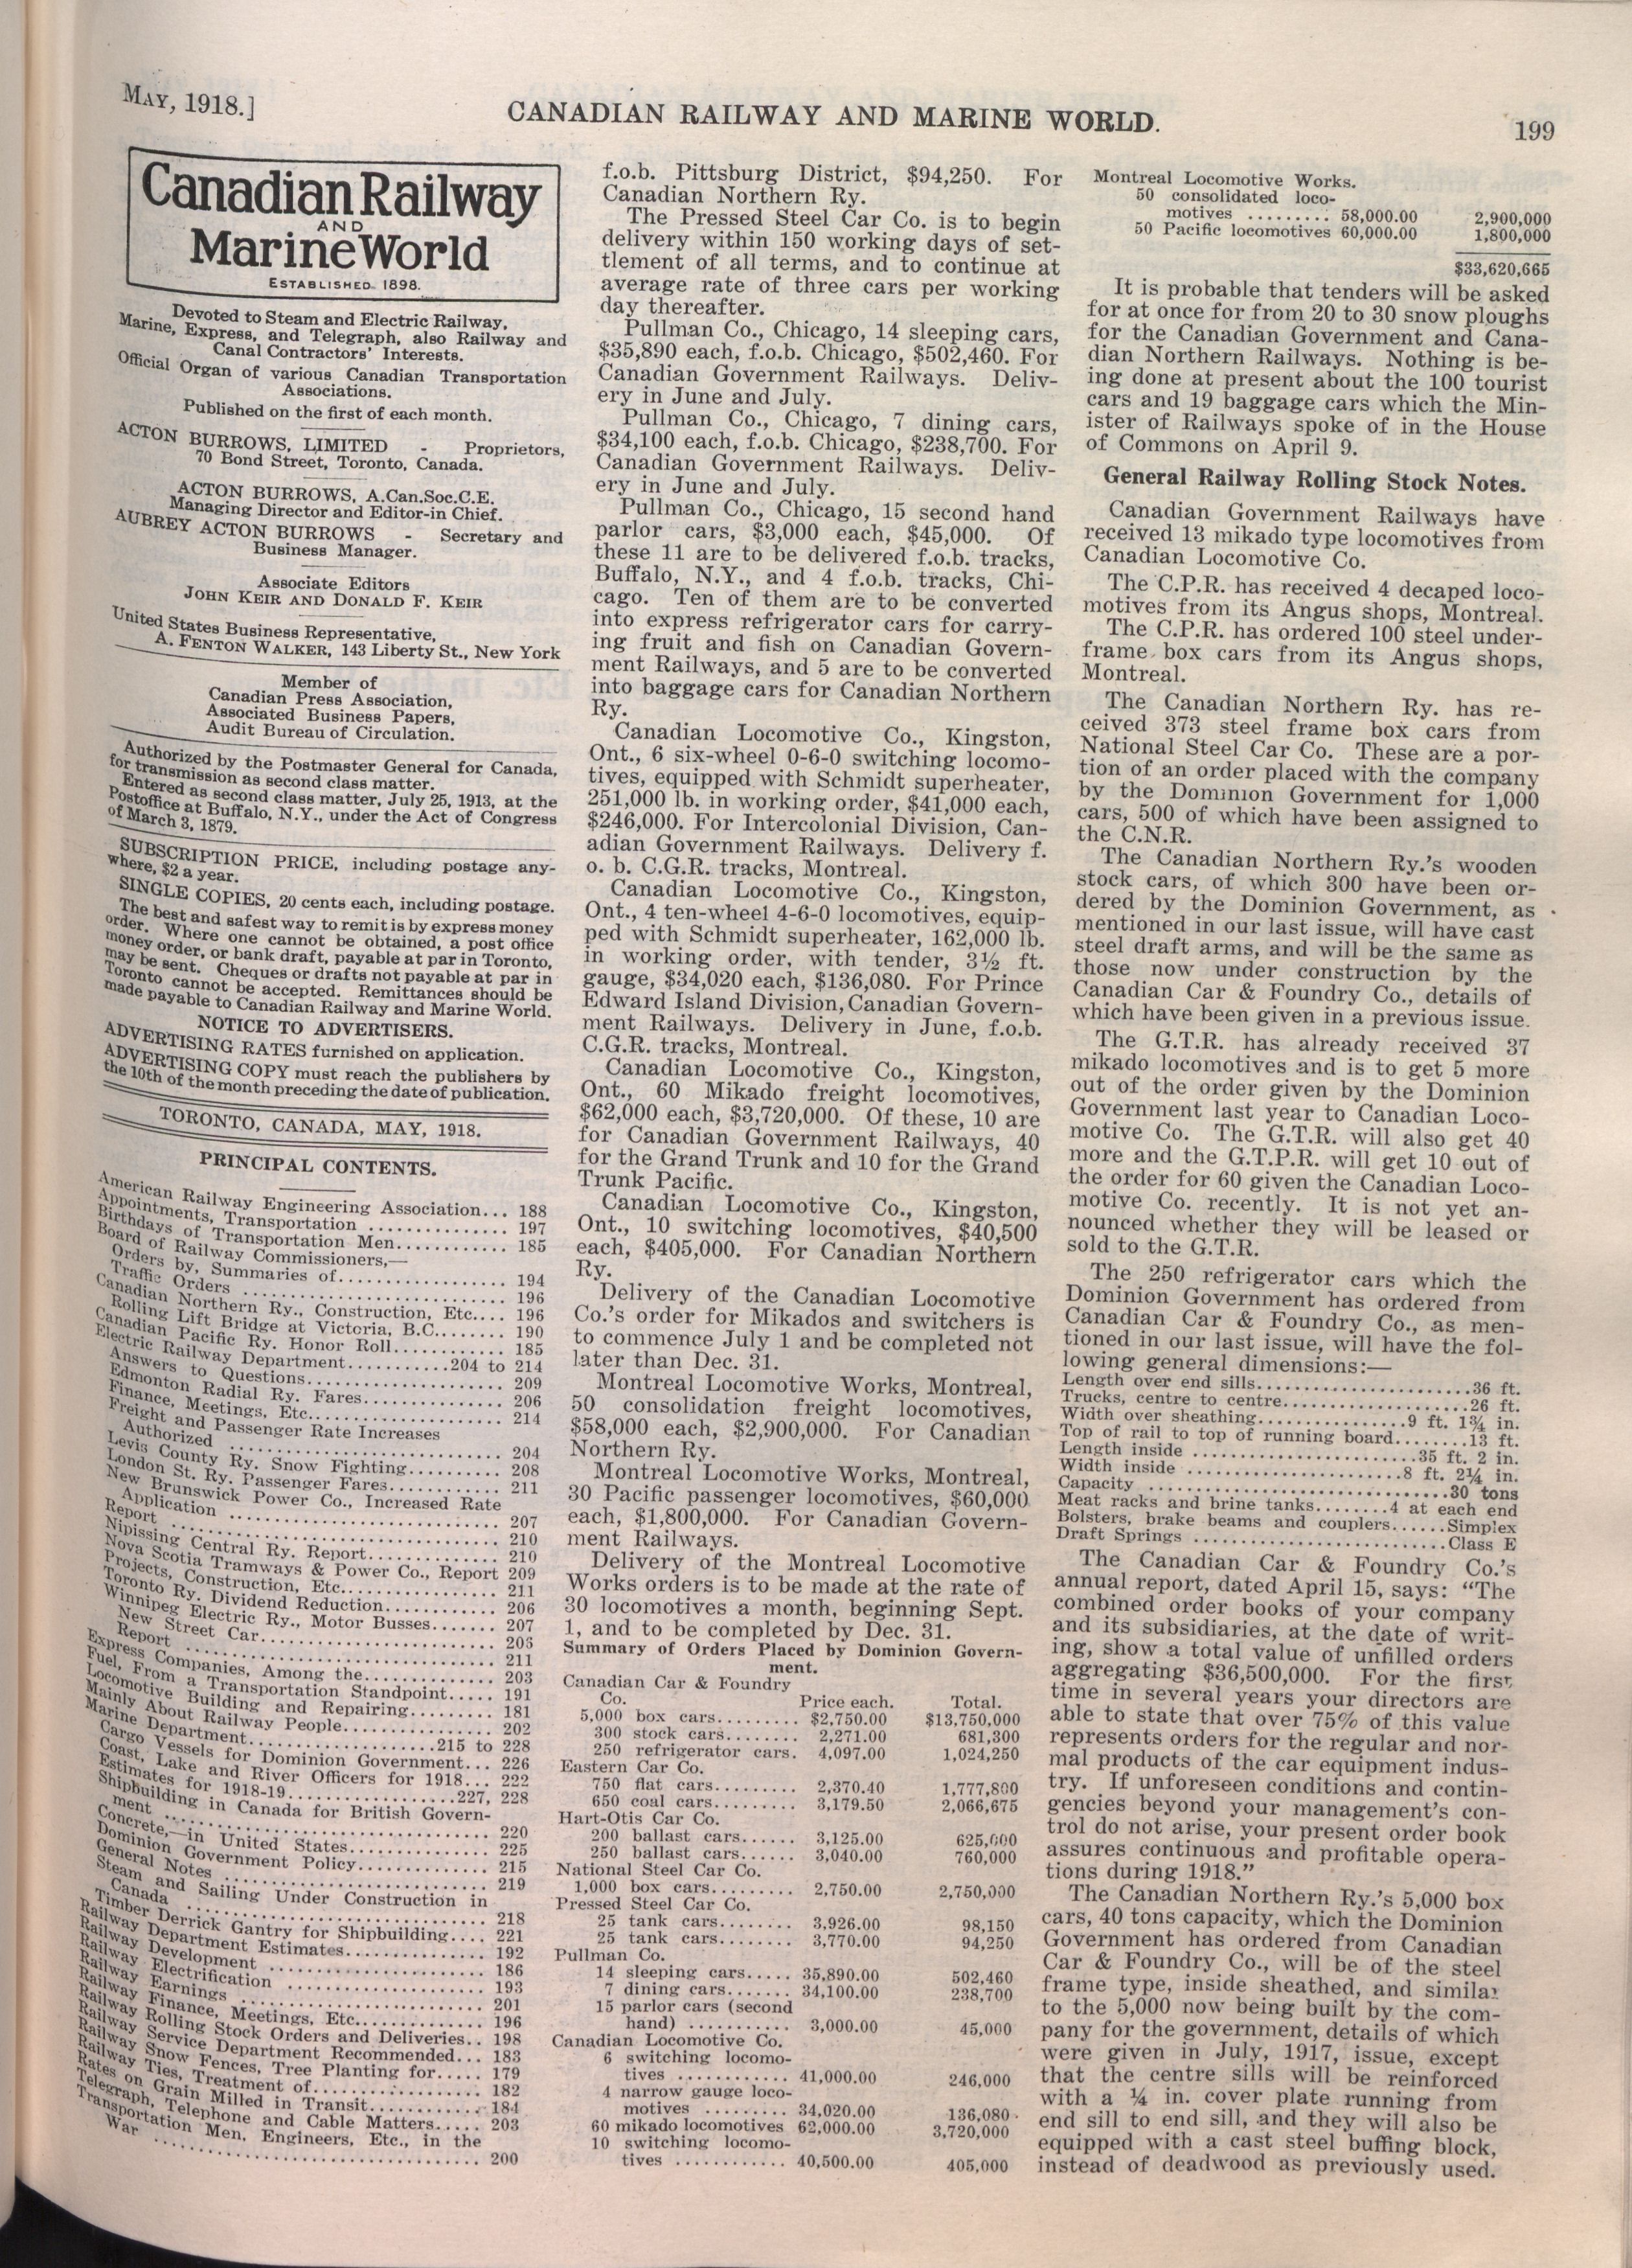 MAY, 1918.]
CANADIAN RAILWAY AND MARINE WORLD.
199
Canadian Railway
AND
Marine World
ESTABLISHED 1898.
Devoted to Steam and Electric Railway,
Marine, Express, and Telegraph, also Railway and
Canal Contractors' Interests.
Official Organ of various Canadian Transportation
Associations.
Published on the first of each month.
ACTON BURROWS, LIMITED - Proprietors,
70 Bond Street, Toronto, Canada.
ACTON BURROWS, A.Can.Soc.C.E.
Managing Director and Editor-in Chief.
AUBREY ACTON BURROWS - Secretary and
Business Manager.
Associate Editors
JOHN KEIR AND DONALD F. KEIR
United States Business Representative,
A. FENTON WALKER, 143 Liberty St., New York
Member of
Canadian Press Association,
Associated Business Papers,
Audit Bureau of Circulation.
Authorized by the Postmaster General for Canada,
for transmission as second class matter.
Entered as second class matter, July 25, 1913, at the
Postoffice at Buffalo, N.Y., under the Act of Congress
of March 3, 1879.
SUBSCRIPTION PRICE, including postage any-
where, $2 a year.
SINGLE COPIES, 20 cents each, including postage.
The best and safest way to remit is by express money
order. Where one cannot be obtained, a post office
money order, or bank draft, payable at par in Toronto,
may be sent. Cheques or drafts not payable at par in
Toronto cannot be accepted. Remittances should be
made payable to Canadian Railway and Marine World.
NOTICE TO ADVERTISERS.
ADVERTISING RATES furnished on application.
ADVERTISING COPY must reach the publishers by
the 10th of the month preceding the date of publication.
TORONTO, CANADA, MAY, 1918.
PRINCIPAL CONTENTS.
American Railway Engineering Association... 188
Appointments, Transportation .............. 197
Birthdays of Transportation Men............ 185
Board of Railway Commissioners,—
Orders by, Summaries of.................. 194
Traffic Orders .......................... 196
Canadian Northern Ry., Construction, Etc.... 196
Rolling Lift Bridge at Victoria, B.C........ 190
Canadian Pacific Ry. Honor Roll............ 185
Electric Railway Department...........204 to 214
Answers to Questions..................... 209
Edmonton Radial Ry. Fares............... 206
Finance, Meetings, Etc.................... 214
Freight and Passenger Rate Increases
Authorized ............................ 204
Levis County Ry. Snow Fighting.......... 208
London St. Ry. Passenger Fares............ 211
New Brunswick Power Co., Increased Rate
Application ............................ 207
Report ................................. 210
Nipissing Central Ry. Report.............. 210
Nova Scotia Tramways & Power Co., Report 209
Projects, Construction, Etc................. 211
Toronto Ry. Dividend Reduction............ 206
Winnipeg Electric Ry., Motor Busses....... 207
New Street Car......................... 205
Report ................................ 211
Express Companies, Among the............. 203
Fuel, From a Transportation Standpoint..... 191
Locomotive Building and Repairing......... 181
Mainly About Railway People................ 202
Marine Department....................215 to 228
Cargo Vessels for Dominion Government... 226
Coast, Lake and River Officers for 1918... 222
Estimates for 1918-19..................227, 228
Shipbuilding in Canada for British Govern-
ment .................................. 220
Concrete,—in United States............... 225
Dominion Government Policy.............. 215
General Notes .......................... 219
Steam and Sailing Under Construction in
Canada ................................ 218
Timber Derrick Gantry for Shipbuilding.... 221
Railway Department Estimates............... 192
Railway Development ...................... 186
Railway Electrification .................... 193
Railway Earnings ......................... 201
Railway Finance, Meetings, Etc.............. 196
Railway Rolling Stock Orders and Deliveries.. 198
Railway Service Department Recommended... 183
Railway Snow Fences, Tree Planting for..... 179
Railway Ties, Treatment of................. 182
Rates on Grain Milled in Transit............ 184
Telegraph, Telephone and Cable Matters..... 203
Transportation Men, Engineers, Etc., in the
War .................................... 200
f.o.b. Pittsburg District, $94,250. For
Canadian Northern Ry.
The Pressed Steel Car Co. is to begin
delivery within 150 working days of set-
tlement of all terms, and to continue at
average rate of three cars per working
day thereafter.
Pullman Co., Chicago, 14 sleeping cars,
$35,890 each, f.o.b. Chicago, $502,460. For
Canadian Government Railways. Deliv-
ery in June and July.
Pullman Co., Chicago, 7 dining cars,
$34,100 each, f.o.b. Chicago, $238,700. For
Canadian Government Railways. Deliv-
ery in June and July.
Pullman Co., Chicago, 15 second hand
parlor cars, $3,000 each, $45,000. Of
these 11 are to be delivered f.o.b. tracks,
Buffalo, N.Y., and 4 f.o.b. tracks, Chi-
cago. Ten of them are to be converted
into express refrigerator cars for carry-
ing fruit and fish on Canadian Govern-
ment Railways, and 5 are to be converted
into baggage cars for Canadian Northern
Ry.
Canadian Locomotive Co., Kingston,
Ont., 6 six-wheel 0-6-0 switching locomo-
tives, equipped with Schmidt superheater,
251,000 lb. in working order, $41,000 each,
$246,000. For Intercolonial Division, Can-
adian Government Railways. Delivery f.
o. b. C.G.R. tracks, Montreal.
Canadian Locomotive Co., Kingston,
Ont., 4 ten-wheel 4-6-0 locomotives, equip-
ped with Schmidt superheater, 162,000 lb.
in working order, with tender, 3½ ft.
gauge, $34,020 each, $136,080. For Prince
Edward Island Division, Canadian Govern-
ment Railways. Delivery in June, f.o.b.
C.G.R. tracks, Montreal.
Canadian Locomotive Co., Kingston,
Ont., 60 Mikado freight locomotives,
$62,000 each, $3,720,000. Of these, 10 are
for Canadian Government Railways, 40
for the Grand Trunk and 10 for the Grand
Trunk Pacific.
Canadian Locomotive Co., Kingston,
Ont., 10 switching locomotives, $40,500
each, $405,000. For Canadian Northern
Ry.
Delivery of the Canadian Locomotive
Co.'s order for Mikados and switchers is
to commence July 1 and be completed not
later than Dec. 31.
Montreal Locomotive Works, Montreal,
50 consolidation freight locomotives,
$58,000 each, $2,900,000. For Canadian
Northern Ry.
Montreal Locomotive Works, Montreal,
30 Pacific passenger locomotives, $60,000
each, $1,800,000. For Canadian Govern-
ment Railways.
Delivery of the Montreal Locomotive
Works orders is to be made at the rate of
30 locomotives a month, beginning Sept.
1, and to be completed by Dec. 31.
Summary of Orders Placed by Dominion Govern-
ment.
Canadian Car & Foundry
Co. Price each. Total.
5,000 box cars......... $2,750.00 $13,750,000
300 stock cars........ 2,271.00 681,300
250 refrigerator cars. 4,097.00 1,024,250
Eastern Car Co.
750 flat cars......... 2,370.40 1,777,800
650 coal cars......... 3,179.50 2,066,675
Hart-Otis Car Co.
200 ballast cars...... 3,125.00 625,000
250 ballast cars...... 3,040.00 760,000
National Steel Car Co.
1,000 box cars......... 2,750.00 2,750,000
Pressed Steel Car Co.
25 tank cars........ 3,926.00 98,150
25 tank cars........ 3,770.00 94,250
Pullman Co.
14 sleeping cars..... 35,890.00 502,460
7 dining cars....... 34,100.00 238,700
15 parlor cars (second
hand) ........... 3,000.00 45,000
Canadian Locomotive Co.
6 switching locomo-
tives ............ 41,000.00 246,000
4 narrow gauge loco-
motives ......... 34,020.00 136,080
60 mikado locomotives 62,000.00 3,720,000
10 switching locomo-
tives ............ 40,500.00 405,000
Montreal Locomotive Works.
50 consolidated loco-
motives ......... 58,000.00 2,900,000
50 Pacific locomotives 60,000.00 1,800,000
$33,620,665
It is probable that tenders will be asked
for at once for from 20 to 30 snow ploughs
for the Canadian Government and Cana-
dian Northern Railways. Nothing is be-
ing done at present about the 100 tourist
cars and 19 baggage cars which the Min-
ister of Railways spoke of in the House
of Commons on April 9.
General Railway Rolling Stock Notes.
Canadian Government Railways have
received 13 mikado type locomotives from
Canadian Locomotive Co.
The C.P.R. has received 4 decaped loco-
motives from its Angus shops, Montreal.
The C.P.R. has ordered 100 steel under-
frame box cars from its Angus shops,
Montreal.
The Canadian Northern Ry. has re-
ceived 373 steel frame box cars from
National Steel Car Co. These are a por-
tion of an order placed with the company
by the Dominion Government for 1,000
cars, 500 of which have been assigned to
the C.N.R.
The Canadian Northern Ry.'s wooden
stock cars, of which 300 have been or-
dered by the Dominion Government, as
mentioned in our last issue, will have cast
steel draft arms, and will be the same as
those now under construction by the
Canadian Car & Foundry Co., details of
which have been given in a previous issue.
The G.T.R. has already received 37
mikado locomotives and is to get 5 more
out of the order given by the Dominion
Government last year to Canadian Loco-
motive Co. The G.T.R. will also get 40
more and the G.T.P.R. will get 10 out of
the order for 60 given the Canadian Loco-
motive Co. recently. It is not yet an-
nounced whether they will be leased or
sold to the G.T.R.
The 250 refrigerator cars which the
Dominion Government has ordered from
Canadian Car & Foundry Co., as men-
tioned in our last issue, will have the fol-
lowing general dimensions:—
Length over end sills.......................36 ft.
Trucks, centre to centre....................26 ft.
Width over sheathing................9 ft. 1¾ in.
Top of rail to top of running board........13 ft.
Length inside ........................35 ft. 2 in.
Width inside .......................8 ft. 2¼ in.
Capacity ................................30 tons
Meat racks and brine tanks........4 at each end
Bolsters, brake beams and couplers......Simplex
Draft Springs ...........................Class E
The Canadian Car & Foundry Co.'s
annual report, dated April 15, says: "The
combined order books of your company
and its subsidiaries, at the date of writ-
ing, show a total value of unfilled orders
aggregating $36,500,000. For the first
time in several years your directors are
able to state that over 75% of this value
represents orders for the regular and nor-
mal products of the car equipment indus-
try. If unforeseen conditions and contin-
gencies beyond your management's con-
trol do not arise, your present order book
assures continuous and profitable opera-
tions during 1918."
The Canadian Northern Ry.'s 5,000 box
cars, 40 tons capacity, which the Dominion
Government has ordered from Canadian
Car & Foundry Co., will be of the steel
frame type, inside sheathed, and similar
to the 5,000 now being built by the com-
pany for the government, details of which
were given in July, 1917, issue, except
that the centre sills will be reinforced
with a ¼ in. cover plate running from
end sill to end sill, and they will also be
equipped with a cast steel buffing block,
instead of deadwood as previously used.